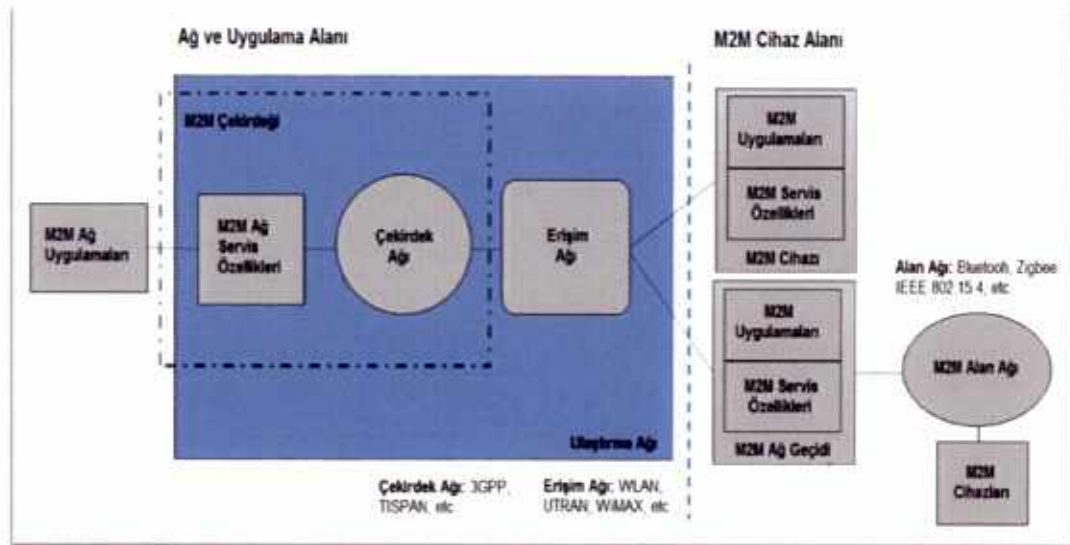 Ağ ve Uygulama Alanı
M2M Cihaz Alanı
M2M Çekirdeği
M2M Ağ
Uygulamaları
M2M Ağ
Servis
Özellikleri
Çekirdek
Ağı
Erişim
Ağı
Ulaştırma Ağı
Çekirdek Ağı: 3GPP,
TISPAN, etc
Erişim Ağı: WLAN,
UTRAN, WiMAX, etc
M2M
Uygulamaları
M2M Servis
Özellikleri
M2M Cihazı
M2M
Uygulamaları
M2M Servis
Özellikleri
M2M Ağ Geçidi
Alan Ağı: Bluetooh, Zigbee
IEEE 802 15 4, etc
M2M Alan Ağı
M2M
Cihazları